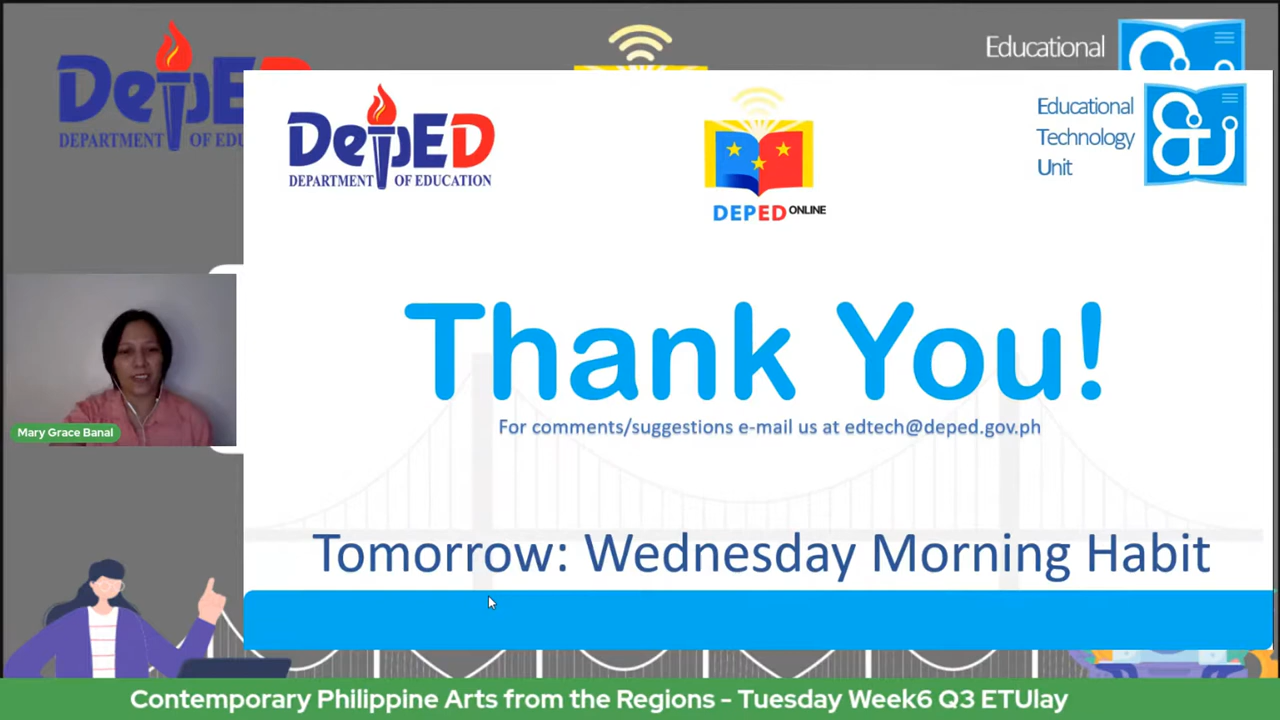 DepED
DEPARTMENT OF EDU
Educational
DepED
DEPARTMENT OF EDUCATION
DEPED ONLINE
Educational
Technology
Unit
Thank You!
For comments/suggestions e-mail us at edtech@deped.gov.ph
Mary Grace Banal
Tomorrow: Wednesday Morning Habit
Contemporary Philippine Arts from the Regions - Tuesday Week6 Q3 ETUlay